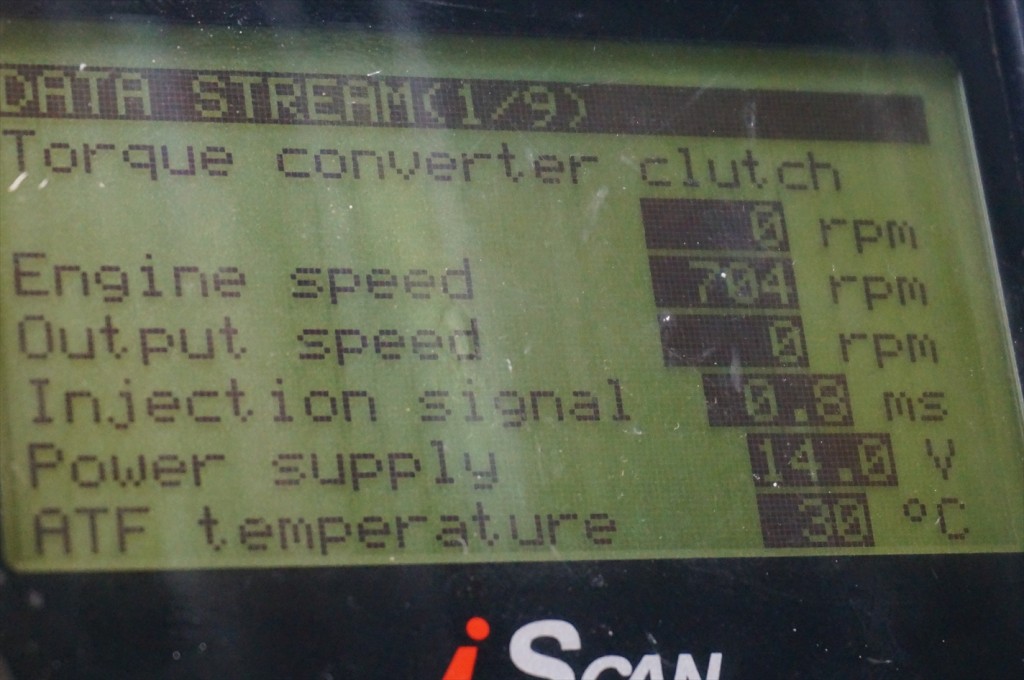 DATA STREAM(1/9)
Torque converter clutch
0 rpm
Engine speed 704 rpm
Output speed 0 rpm
Injection signal 0.8 ms
Power supply 14.0 V
ATF temperature 30 °C
iSCAN